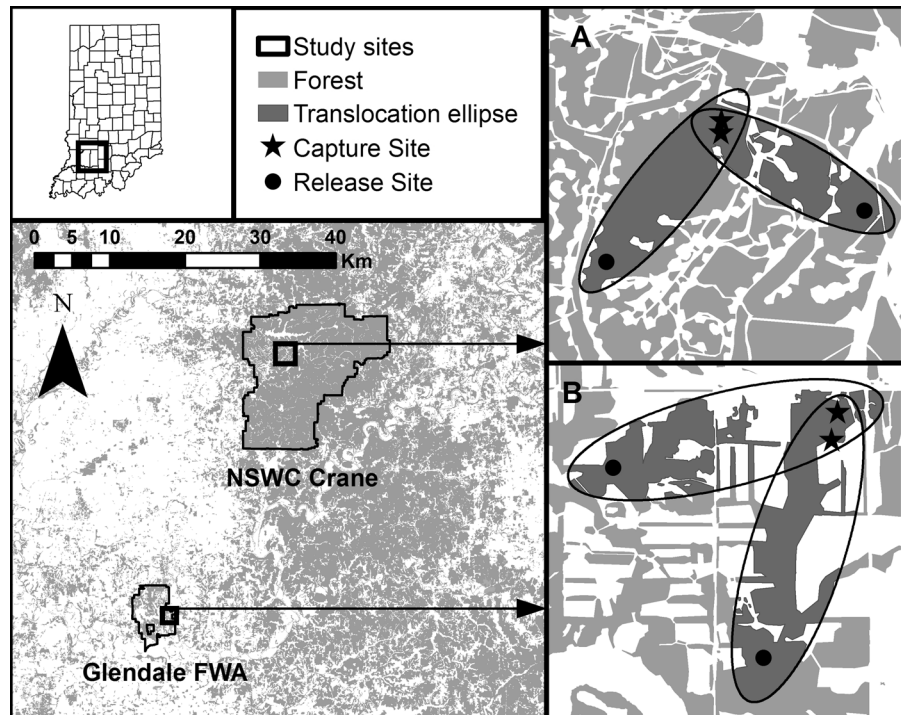 Study sites
Forest
Translocation ellipse
Capture Site
Release Site
A
0 5 10 20 30 40
Km
N
NSWC Crane
B
Glendale FWA